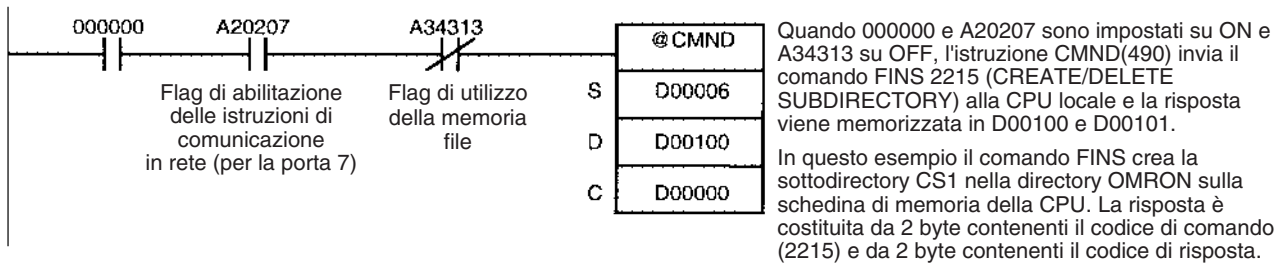 000000
A20207
A34313
Flag di abilitazione
delle istruzioni di
comunicazione
in rete (per la porta 7)
Flag di utilizzo
della memoria
file
@CMND
S D00006
D D00100
C D00000
Quando 000000 e A20207 sono impostati su ON e
A34313 su OFF, l'istruzione CMND(490) invia il
comando FINS 2215 (CREATE/DELETE
SUBDIRECTORY) alla CPU locale e la risposta
viene memorizzata in D00100 e D00101.
In questo esempio il comando FINS crea la
sottodirectory CS1 nella directory OMRON sulla
schedina di memoria della CPU. La risposta è
costituita da 2 byte contenenti il codice di comando
(2215) e da 2 byte contenenti il codice di risposta.